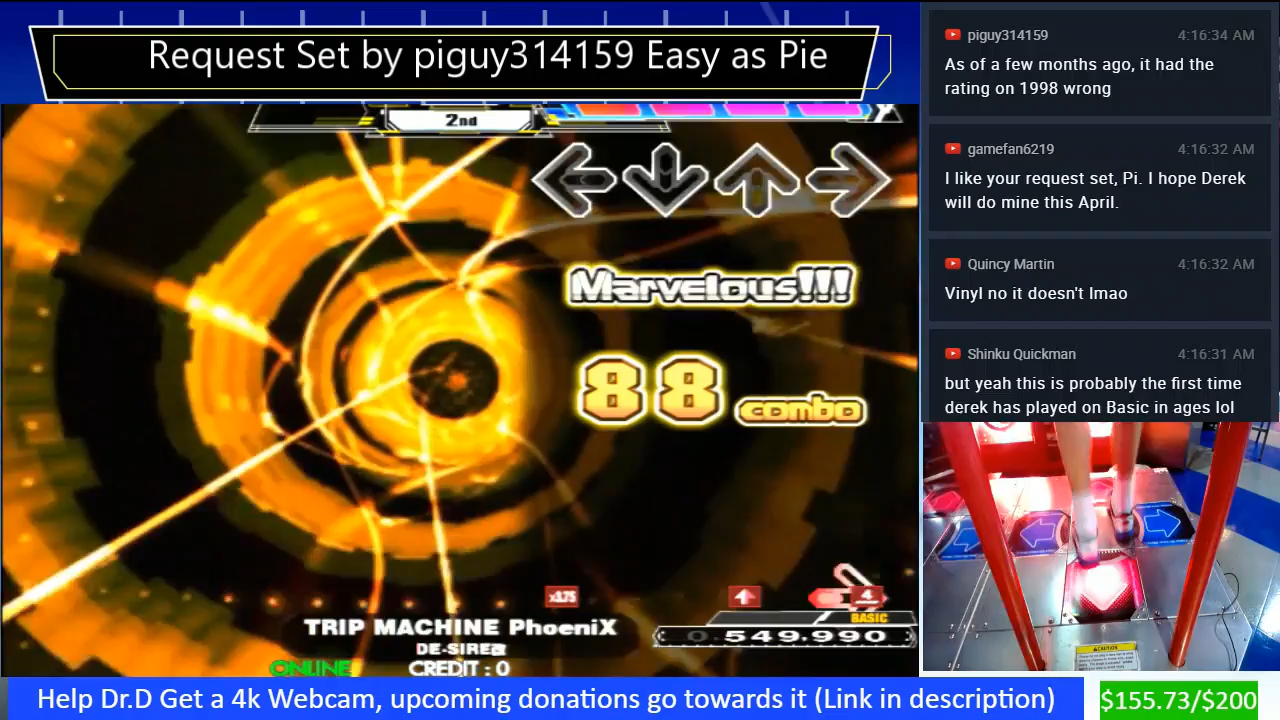 Request Set by piguy314159 Easy as Pie
2nd
Marvelous!!!
88 combo
x3.75
4
BASIC
TRIP MACHINE PhoeniX
0.549.990
DE-SIRE
ONLINE
CREDIT : 0
piguy314159 4:16:34 AM
As of a few months ago, it had the
rating on 1998 wrong
gamefan6219 4:16:32 AM
I like your request set, Pi. I hope Derek
will do mine this April.
Quincy Martin 4:16:32 AM
Vinyl no it doesn't lmao
Shinku Quickman 4:16:31 AM
but yeah this is probably the first time
derek has played on Basic in ages lol
CAUTION
Help Dr.D Get a 4k Webcam, upcoming donations go towards it (Link in description)
$155.73/$200